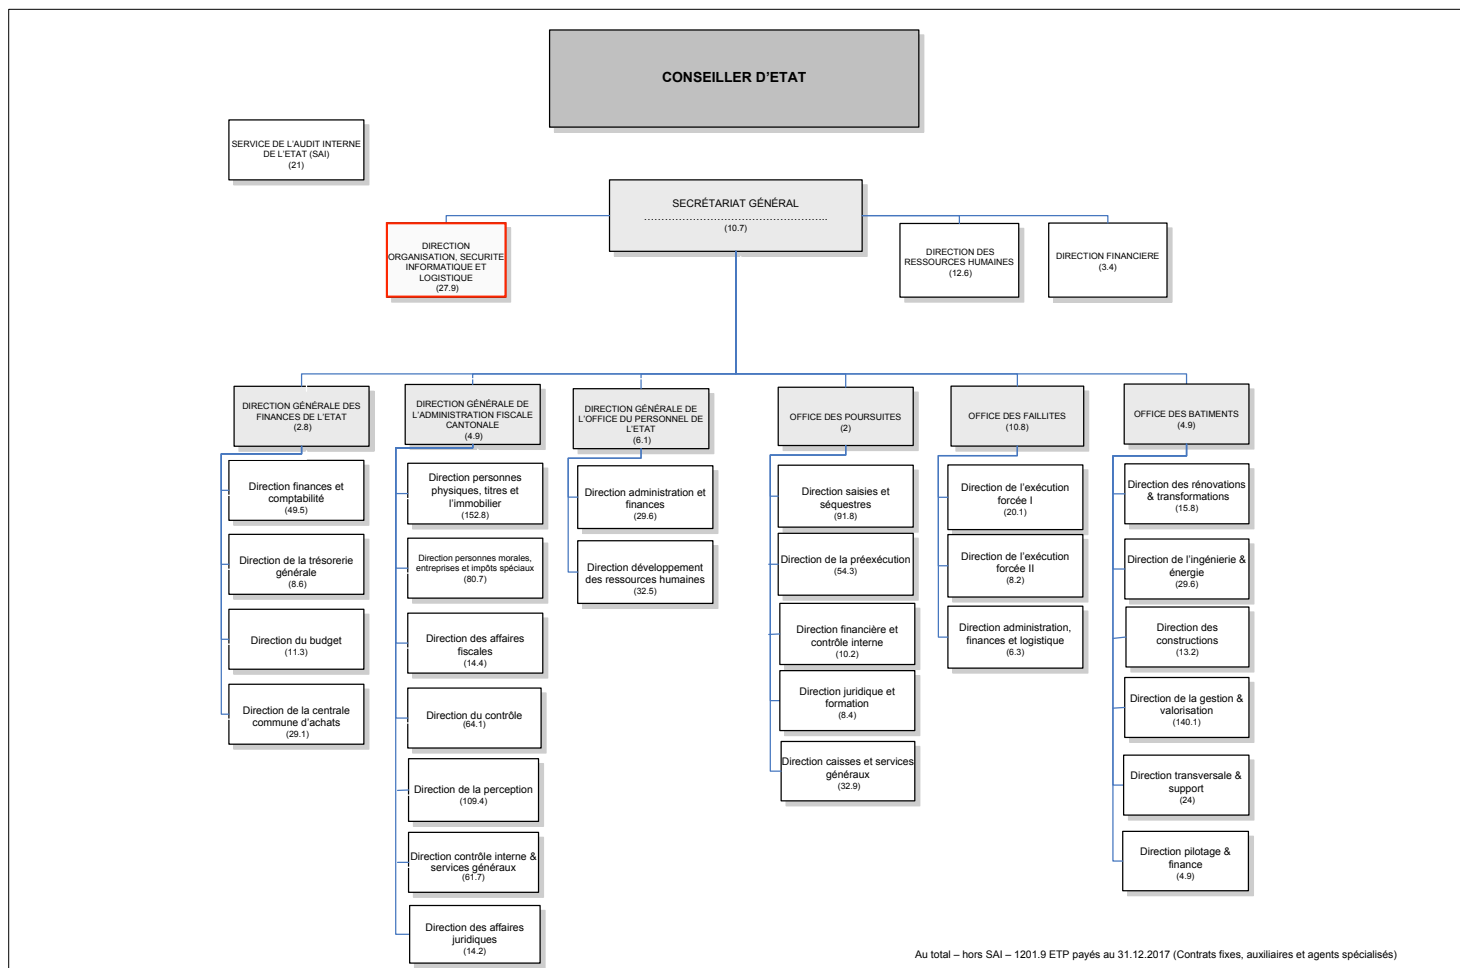 CONSEILLER D'ETAT
SERVICE DE L'AUDIT INTERNE
DE L'ETAT (SAI)
(21)
SECRÉTARIAT GÉNÉRAL
(10.7)
DIRECTION
ORGANISATION, SECURITE
INFORMATIQUE ET
LOGISTIQUE
(27.9)
DIRECTION DES
RESSOURCES HUMAINES
(12.6)
DIRECTION FINANCIERE
(3.4)
DIRECTION GÉNÉRALE DES
FINANCES DE L'ETAT
(2.8)
Direction finances et
comptabilité
(49.5)
Direction de la trésorerie
générale
(8.6)
Direction du budget
(11.3)
Direction de la centrale
commune d'achats
(29.1)
DIRECTION GÉNÉRALE DE
L'ADMINISTRATION FISCALE
CANTONALE
(4.9)
Direction personnes
physiques, titres et
l'immobilier
(152.8)
Direction personnes morales,
entreprises et impôts spéciaux
(80.7)
Direction des affaires
fiscales
(14.4)
Direction du contrôle
(64.1)
Direction de la perception
(109.4)
Direction contrôle interne &
services généraux
(61.7)
Direction des affaires
juridiques
(14.2)
DIRECTION GÉNÉRALE DE
L'OFFICE DU PERSONNEL DE
L'ETAT
(6.1)
Direction administration et
finances
(29.6)
Direction développement
des ressources humaines
(32.5)
OFFICE DES POURSUITES
(2)
Direction saisies et
séquestres
(91.8)
Direction de la préexécution
(54.3)
Direction financière et
contrôle interne
(10.2)
Direction juridique et
formation
(8.4)
Direction caisses et services
généraux
(32.9)
OFFICE DES FAILLITES
(10.8)
Direction de l'exécution
forcée I
(20.1)
Direction de l'exécution
forcée II
(8.2)
Direction administration,
finances et logistique
(6.3)
OFFICE DES BATIMENTS
(4.9)
Direction des rénovations
& transformations
(15.8)
Direction de l'ingénierie &
énergie
(29.6)
Direction des
constructions
(13.2)
Direction de la gestion &
valorisation
(140.1)
Direction transversale &
support
(24)
Direction pilotage &
finance
(4.9)
Au total – hors SAI – 1201.9 ETP payés au 31.12.2017 (Contrats fixes, auxiliaires et agents spécialisés)